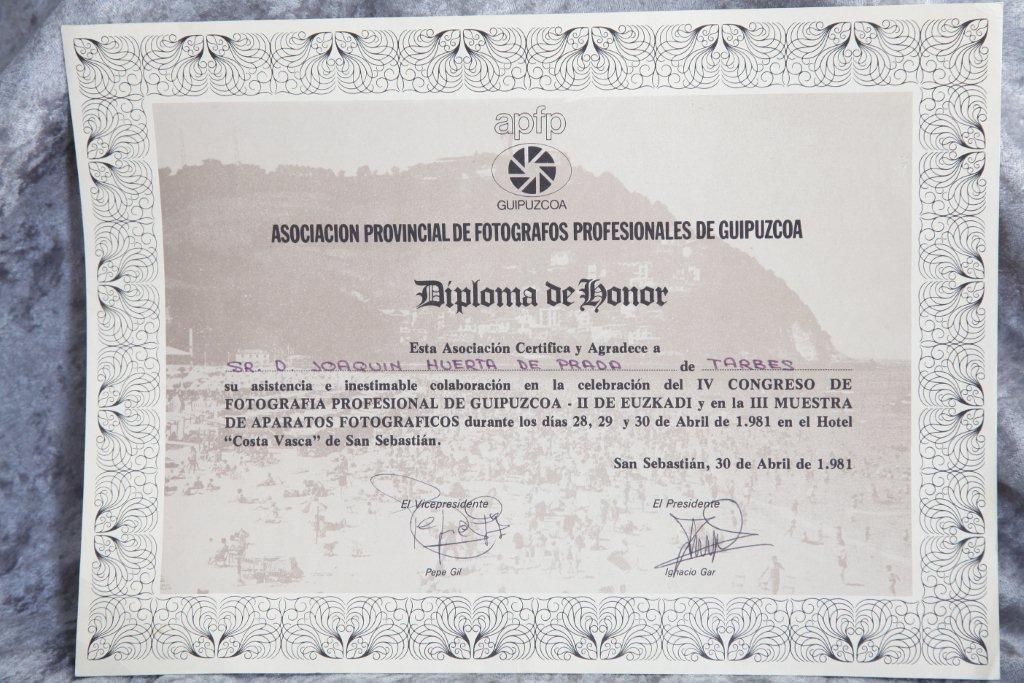 apfp
GUIPUZCOA
ASOCIACION PROVINCIAL DE FOTOGRAFOS PROFESIONALES DE GUIPUZCOA
Diploma de Honor
Esta Asociación Certifica y Agradece a
SR. D JOAQUIN HUERTA DE PRADA de TARBES
su asistencia e inestimable colaboración en la celebración del IV CONGRESO DE
FOTOGRAFIA PROFESIONAL DE GUIPUZCOA - II DE EUZKADI y en la III MUESTRA
DE APARATOS FOTOGRAFICOS durante los días 28, 29 y 30 de Abril de 1.981 en el Hotel
“Costa Vasca” de San Sebastián.
San Sebastián, 30 de Abril de 1.981
El Vicepresidente
El Presidente
Pepe Gil
Ignacio Gar